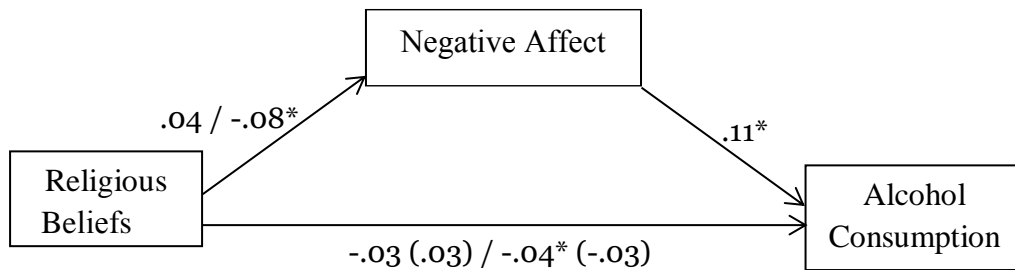 Negative Affect
.04 / -.08*
.11*
Religious
Beliefs
Alcohol
Consumption
-.03 (.03) / -.04* (-.03)